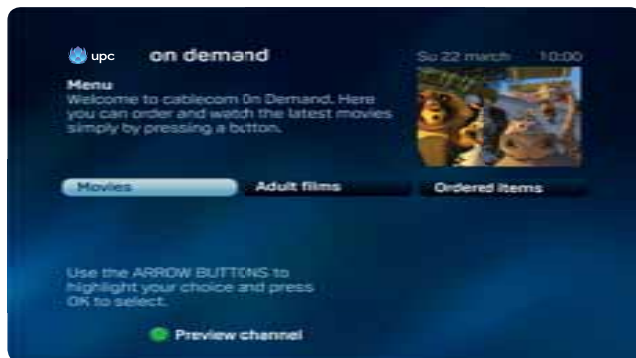 upc on demand
Su 22 march 10:00
Menu
Welcome to cablecom On Demand. Here
you can order and watch the latest movies
simply by pressing a button.
Movies
Adult films
Ordered items
Use the ARROW BUTTONS to
highlight your choice and press
OK to select.
Preview channel